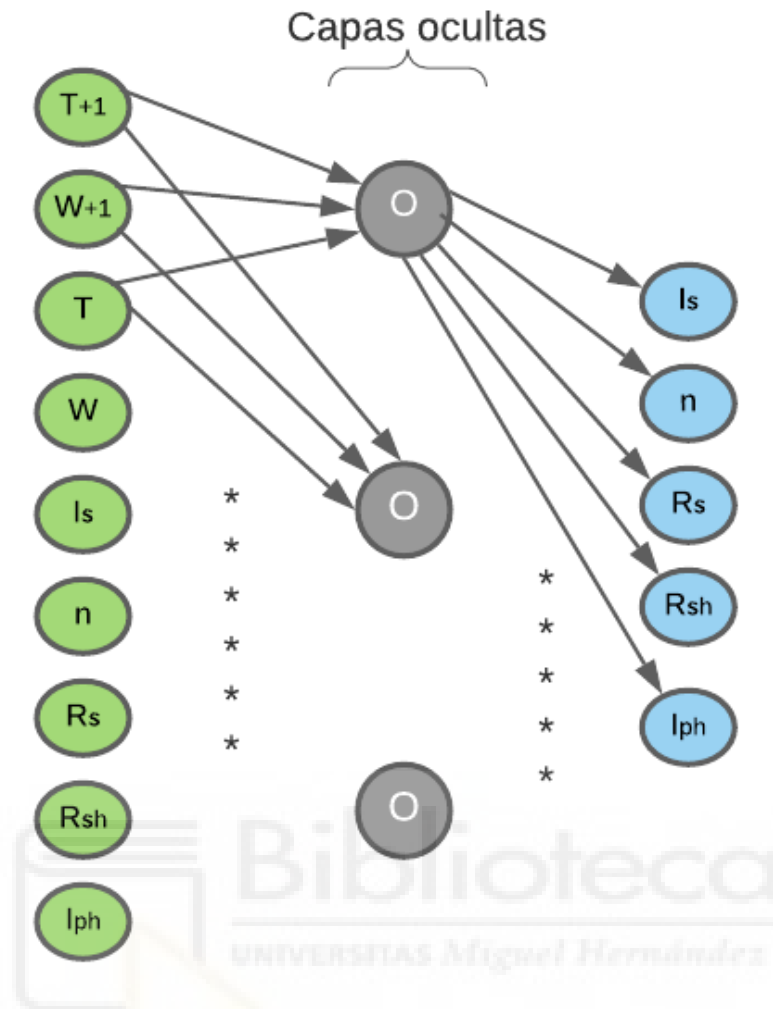 Capas ocultas
T+1
W+1
T
W
Is
n
Rs
Rsh
Iph
O
O
O
*
*
*
*
*
*
*
*
*
*
*
Is
n
Rs
Rsh
Iph
Biblioteca
UNIVERSITAS Miguel Hernández